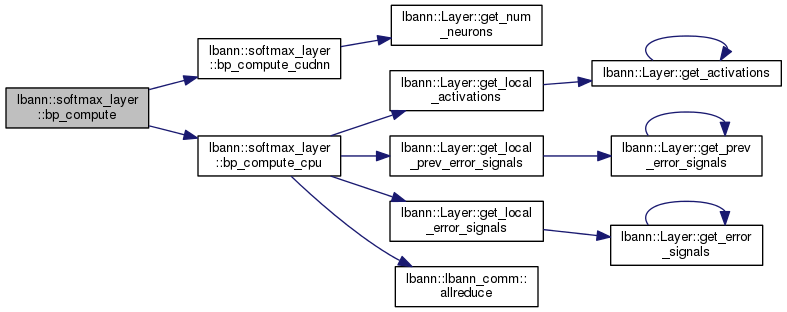 lbann::softmax_layer
::bp_compute
lbann::softmax_layer
::bp_compute_cudnn
lbann::Layer::get_num
_neurons
lbann::softmax_layer
::bp_compute_cpu
lbann::Layer::get_local
_activations
lbann::Layer::get_activations
lbann::Layer::get_local
_prev_error_signals
lbann::Layer::get_prev
_error_signals
lbann::Layer::get_local
_error_signals
lbann::Layer::get_error
_signals
lbann::lbann_comm::
allreduce